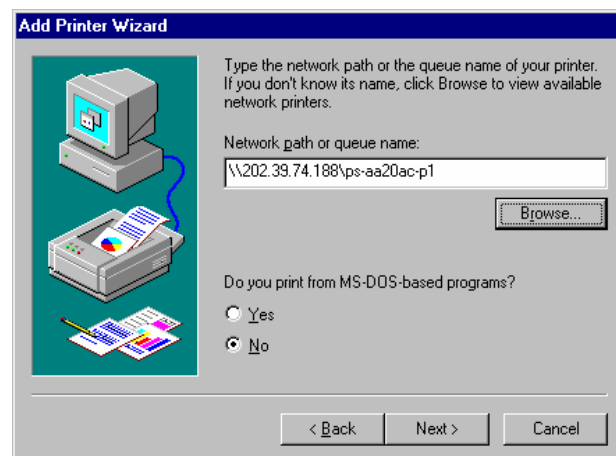 Add Printer Wizard
Type the network path or the queue name of your printer.
If you don't know its name, click Browse to view available
network printers.
Network path or queue name:
\\202.39.74.188\ps-aa20ac-p1
Browse...
Do you print from MS-DOS-based programs?
Yes
No
< Back
Next >
Cancel